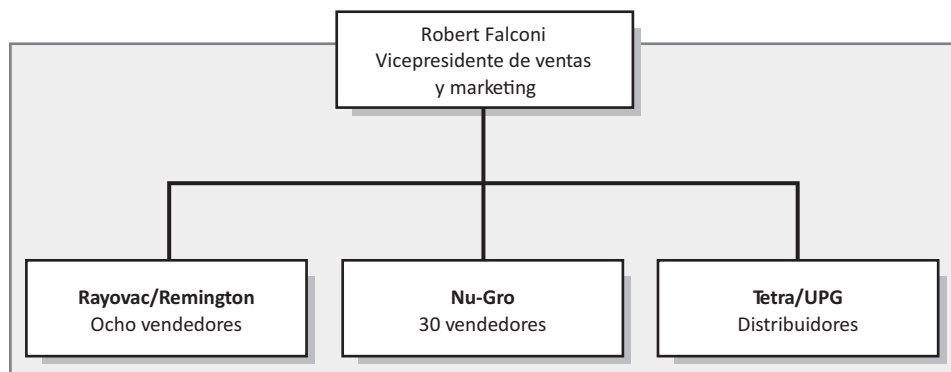 Robert Falconi
Vicepresidente de ventas
y marketing
Rayovac/Remington
Ocho vendedores
Nu-Gro
30 vendedores
Tetra/UPG
Distribuidores